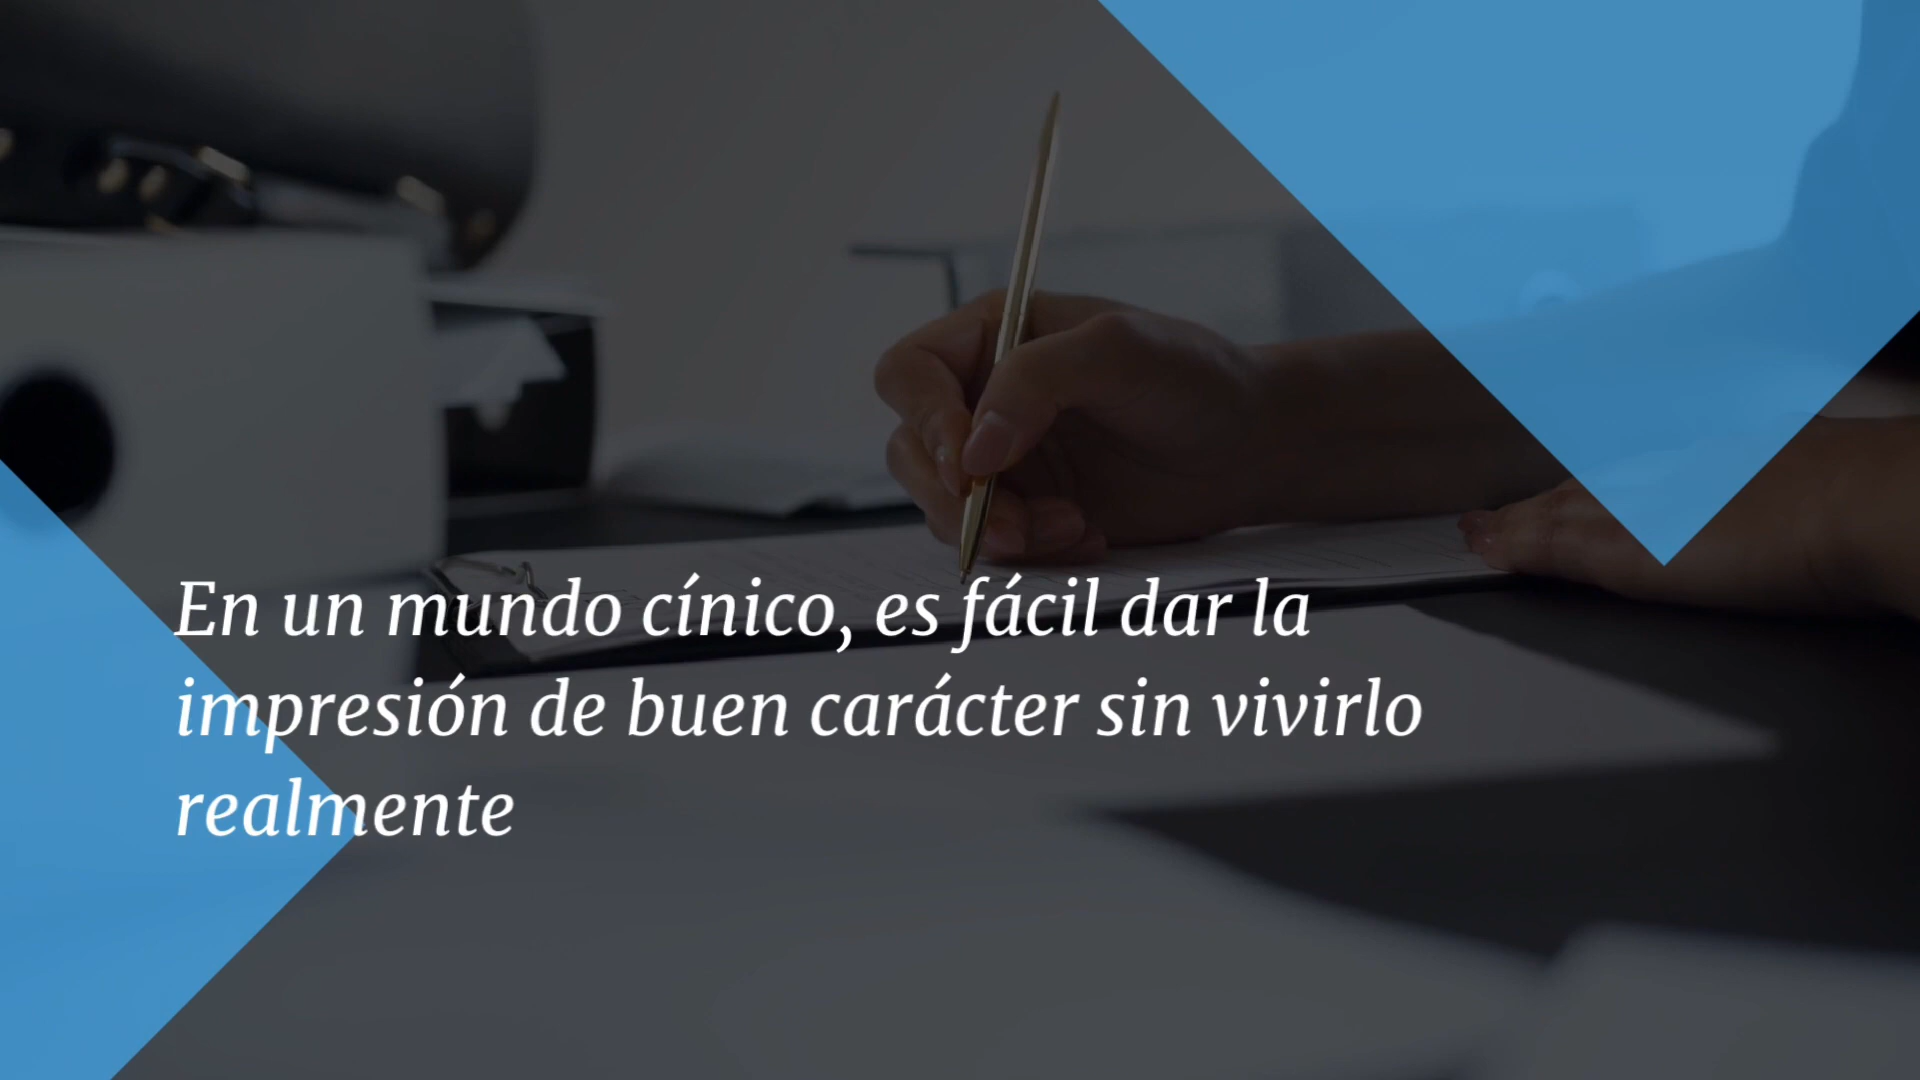 En un mundo cínico, es fácil dar la
impresión de buen carácter sin vivirlo
realmente